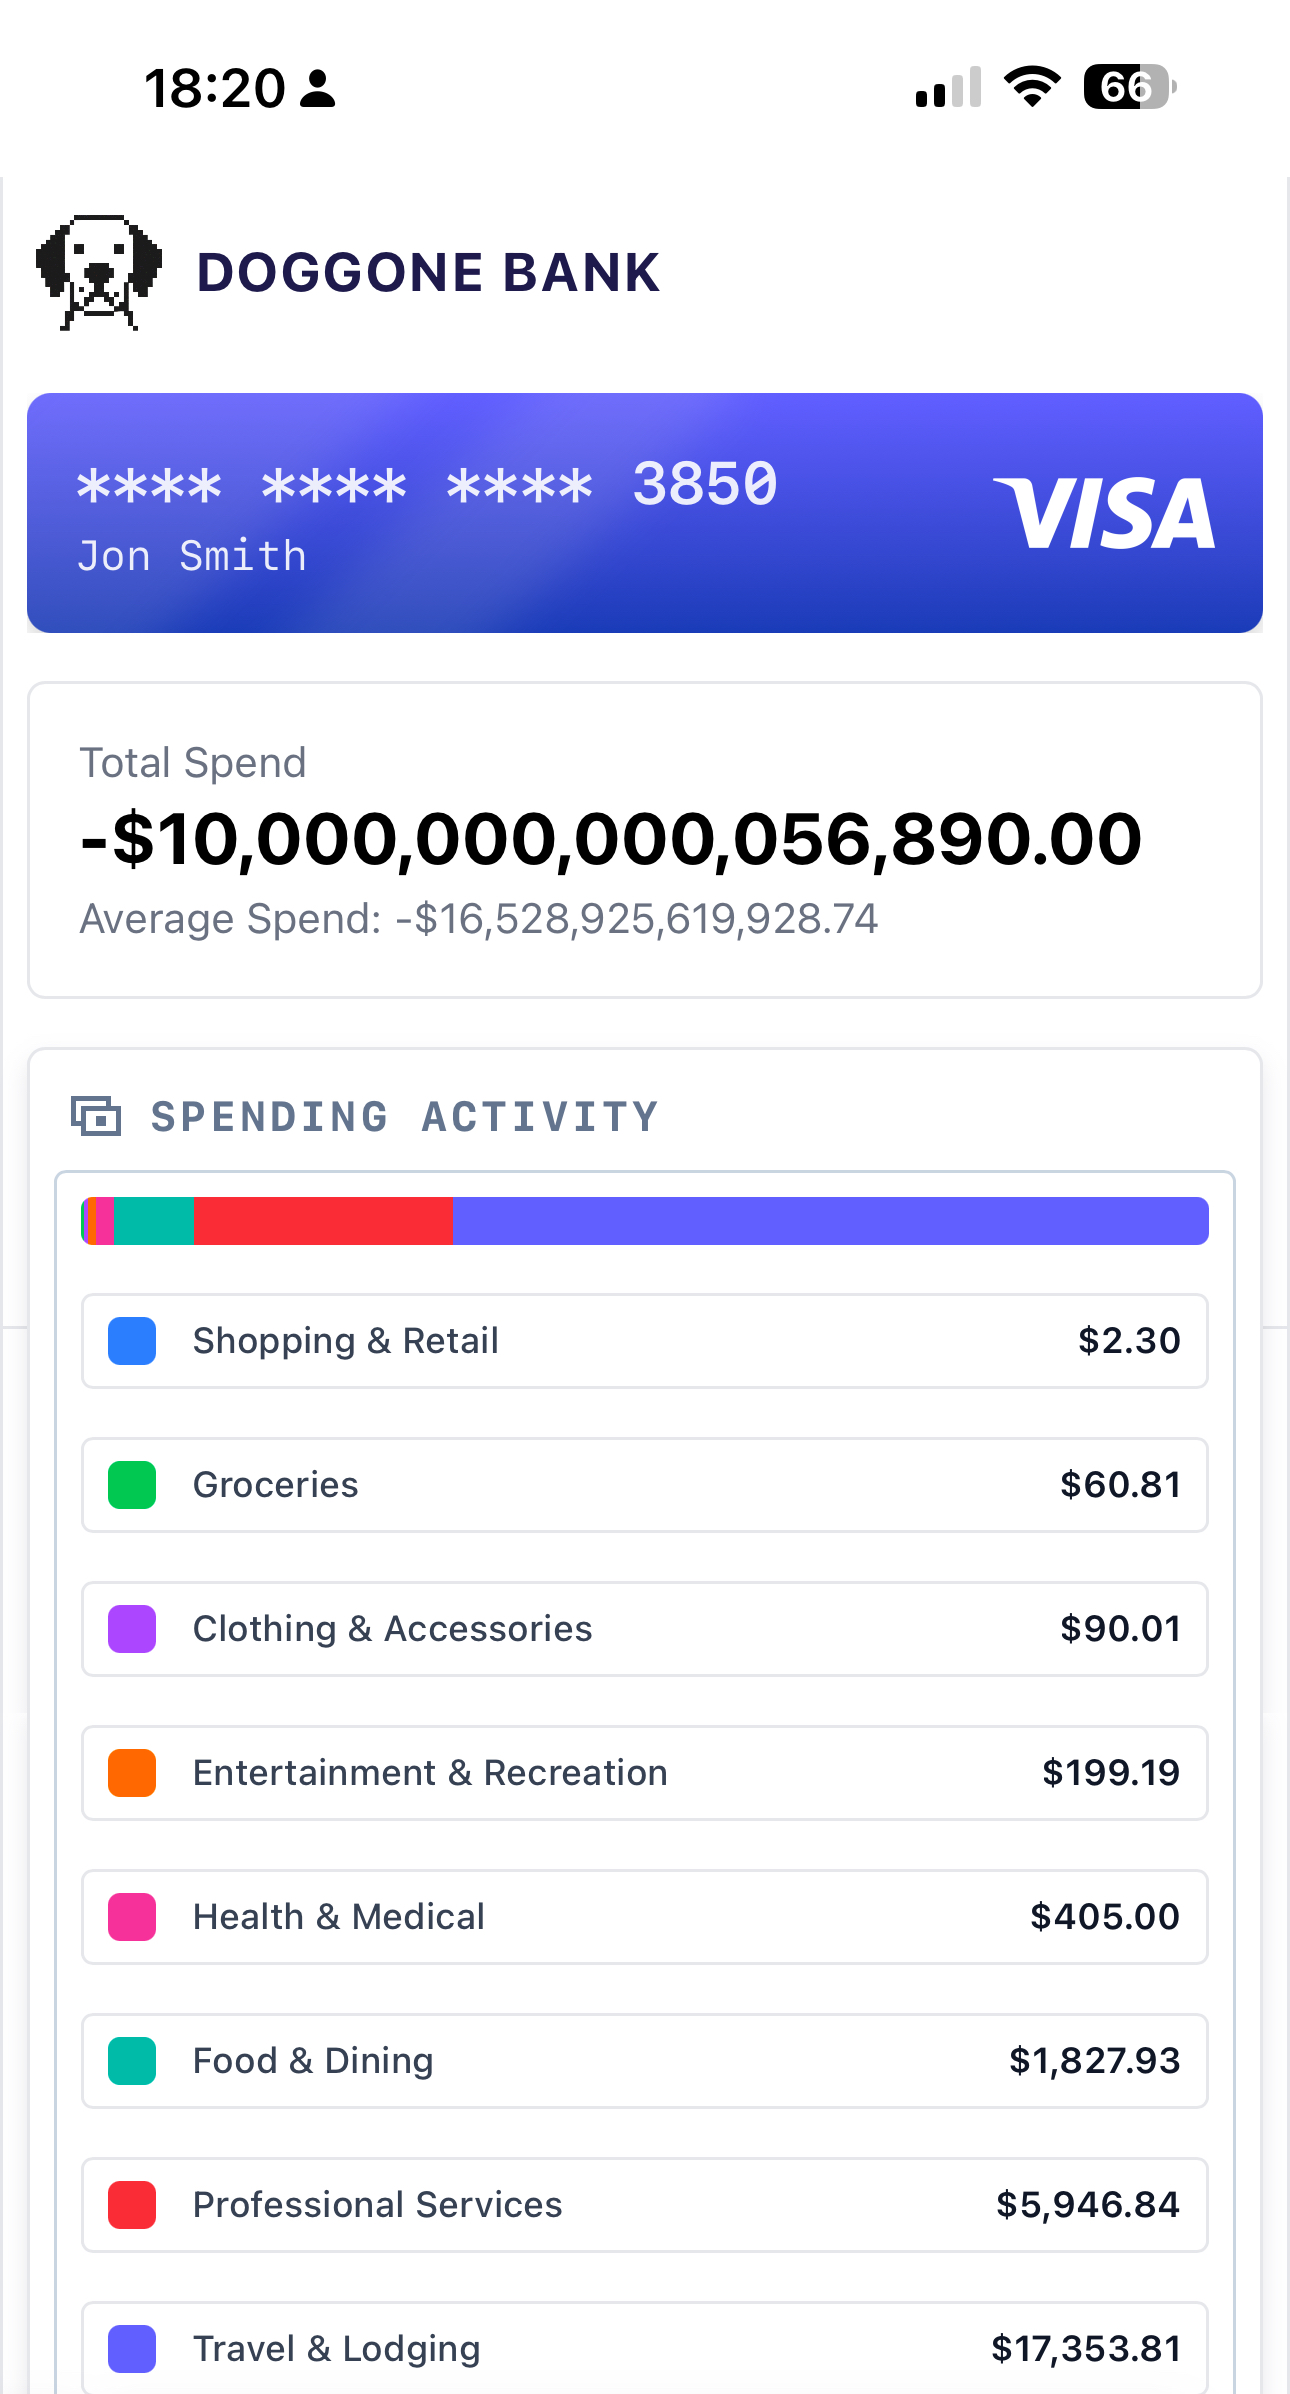 18:20
66
DOGGONE BANK
**** **** **** 3850
Jon Smith
VISA
Total Spend
-$10,000,000,000,056,890.00
Average Spend: -$16,528,925,619,928.74
SPENDING ACTIVITY
Shopping & Retail $2.30
Groceries $60.81
Clothing & Accessories $90.01
Entertainment & Recreation $199.19
Health & Medical $405.00
Food & Dining $1,827.93
Professional Services $5,946.84
Travel & Lodging $17,353.81